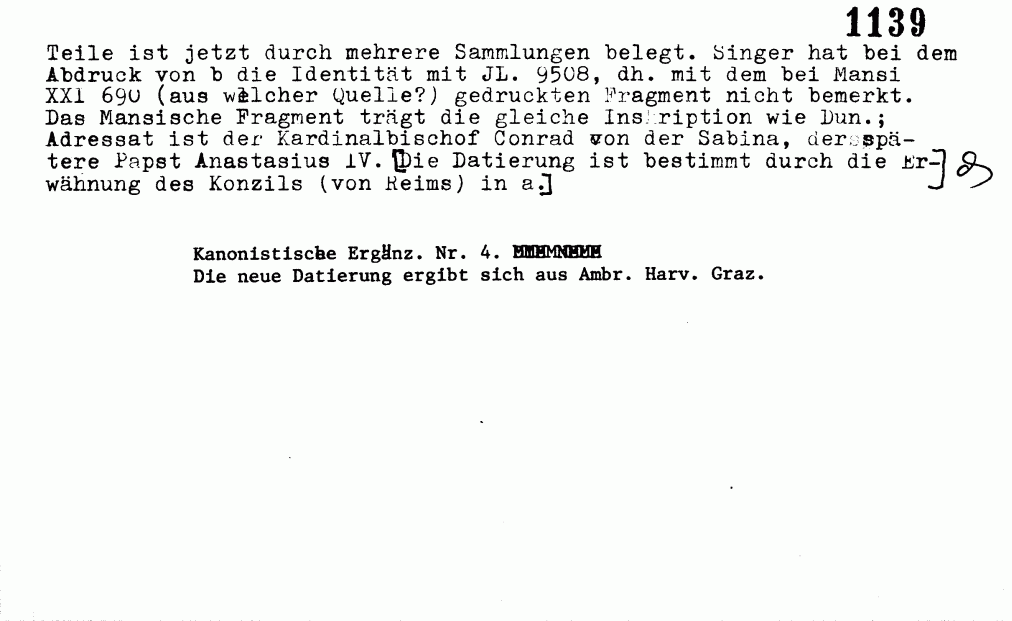 1139
Teile ist jetzt durch mehrere Sammlungen belegt. Singer hat bei dem
Abdruck von b die Identität mit JL. 9508, dh. mit dem bei Mansi
XXI 690 (aus welcher Quelle?) gedruckten Fragment nicht bemerkt.
Das Mansische Fragment trägt die gleiche Inskription wie Dun.;
Adressat ist der Kardinalbischof Conrad von der Sabina, der spä-
tere Papst Anastasius IV. [Die Datierung ist bestimmt durch die Er-]
wähnung des Konzils (von Reims) in a.]
Kanonistische Ergänz. Nr. 4.
Die neue Datierung ergibt sich aus Ambr. Harv. Graz.